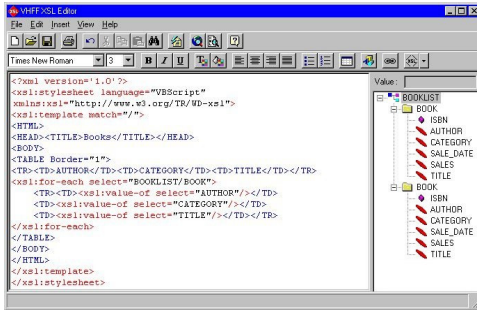 VHFF XSL Editor
File Edit Insert View Help
Times New Roman 3 B I U
<?xml version='1.0'?>
<xsl:stylesheet language="VBScript"
xmlns:xsl="http://www.w3.org/TR/WD-xsl">
<xsl:template match="/">
<HTML>
<HEAD><TITLE>Books</TITLE></HEAD>
<BODY>
<TABLE Border="1">
<TR><TD>AUTHOR</TD><TD>CATEGORY</TD><TD>TITLE</TD></TR>
<xsl:for-each select="BOOKLIST/BOOK">
<TR><TD><xsl:value-of select="AUTHOR"/></TD>
<TD><xsl:value-of select="CATEGORY"/></TD>
<TD><xsl:value-of select="TITLE"/></TD></TR>
</xsl:for-each>
</TABLE>
</BODY>
</HTML>
</xsl:template>
</xsl:stylesheet>
Value:
BOOKLIST
BOOK
ISBN
AUTHOR
CATEGORY
SALE_DATE
SALES
TITLE
BOOK
ISBN
AUTHOR
CATEGORY
SALE_DATE
SALES
TITLE